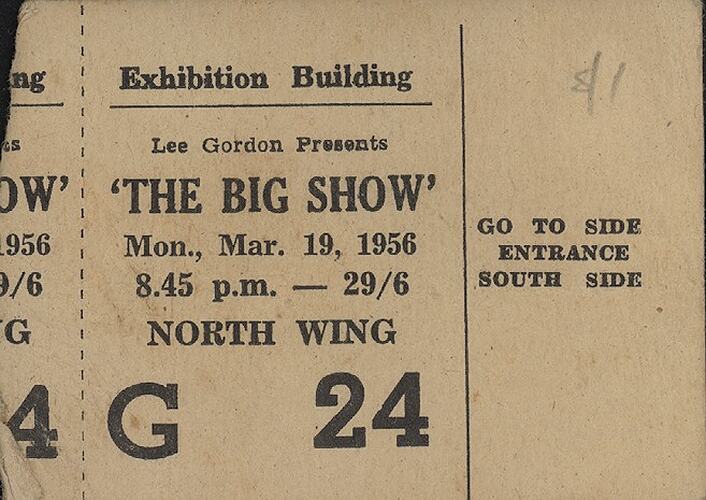 ng
ts
OW'
1956
9/6
G
4
Exhibition Building
Lee Gordon Presents
'THE BIG SHOW'
Mon., Mar. 19, 1956
8.45 p.m. — 29/6
NORTH WING
G 24
GO TO SIDE
ENTRANCE
SOUTH SIDE